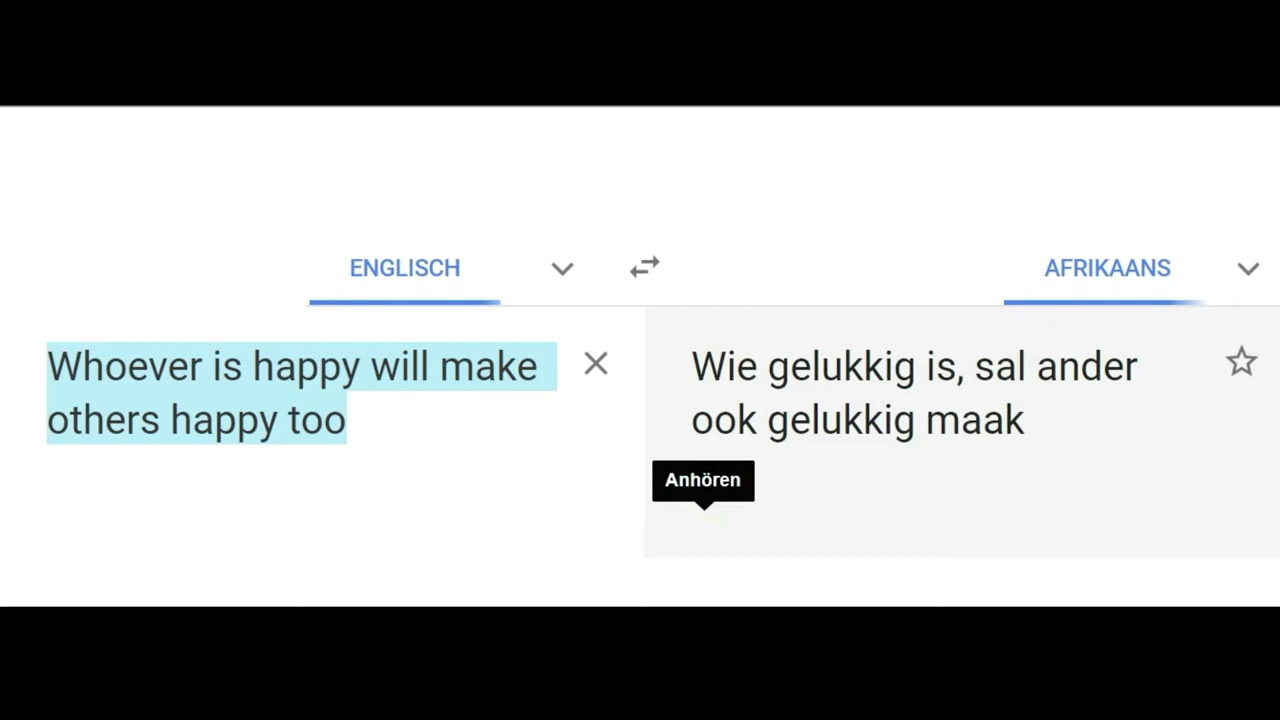 ENGLISCH
AFRIKAANS
Whoever is happy will make
others happy too
Wie gelukkig is, sal ander
ook gelukkig maak
Anhören